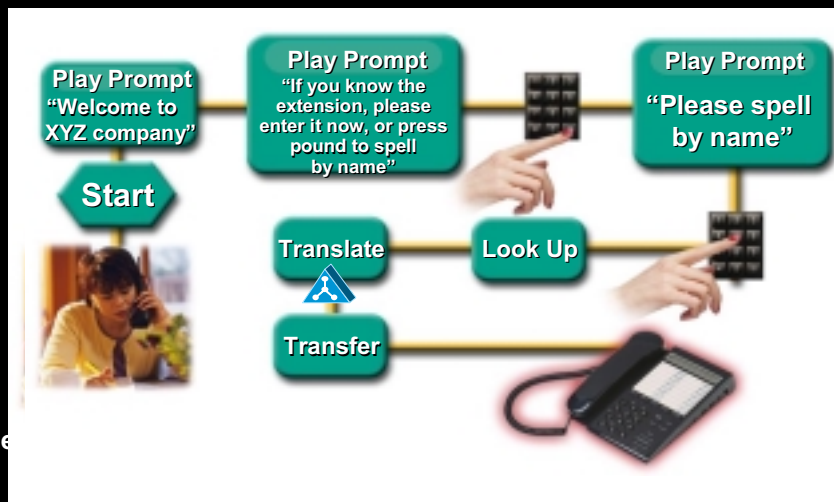 Play Prompt
“Welcome to
XYZ company”
Start
Play Prompt
“If you know the
extension, please
enter it now, or press
pound to spell
by name”
Play Prompt
“Please spell
by name”
Look Up
Translate
Transfer
e